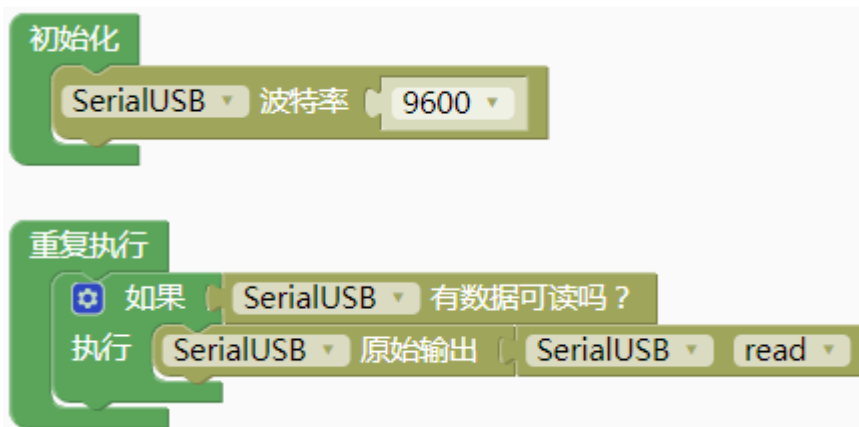 初始化
SerialUSB 波特率 9600
重复执行
如果 SerialUSB 有数据可读吗？
执行 SerialUSB 原始输出 SerialUSB read